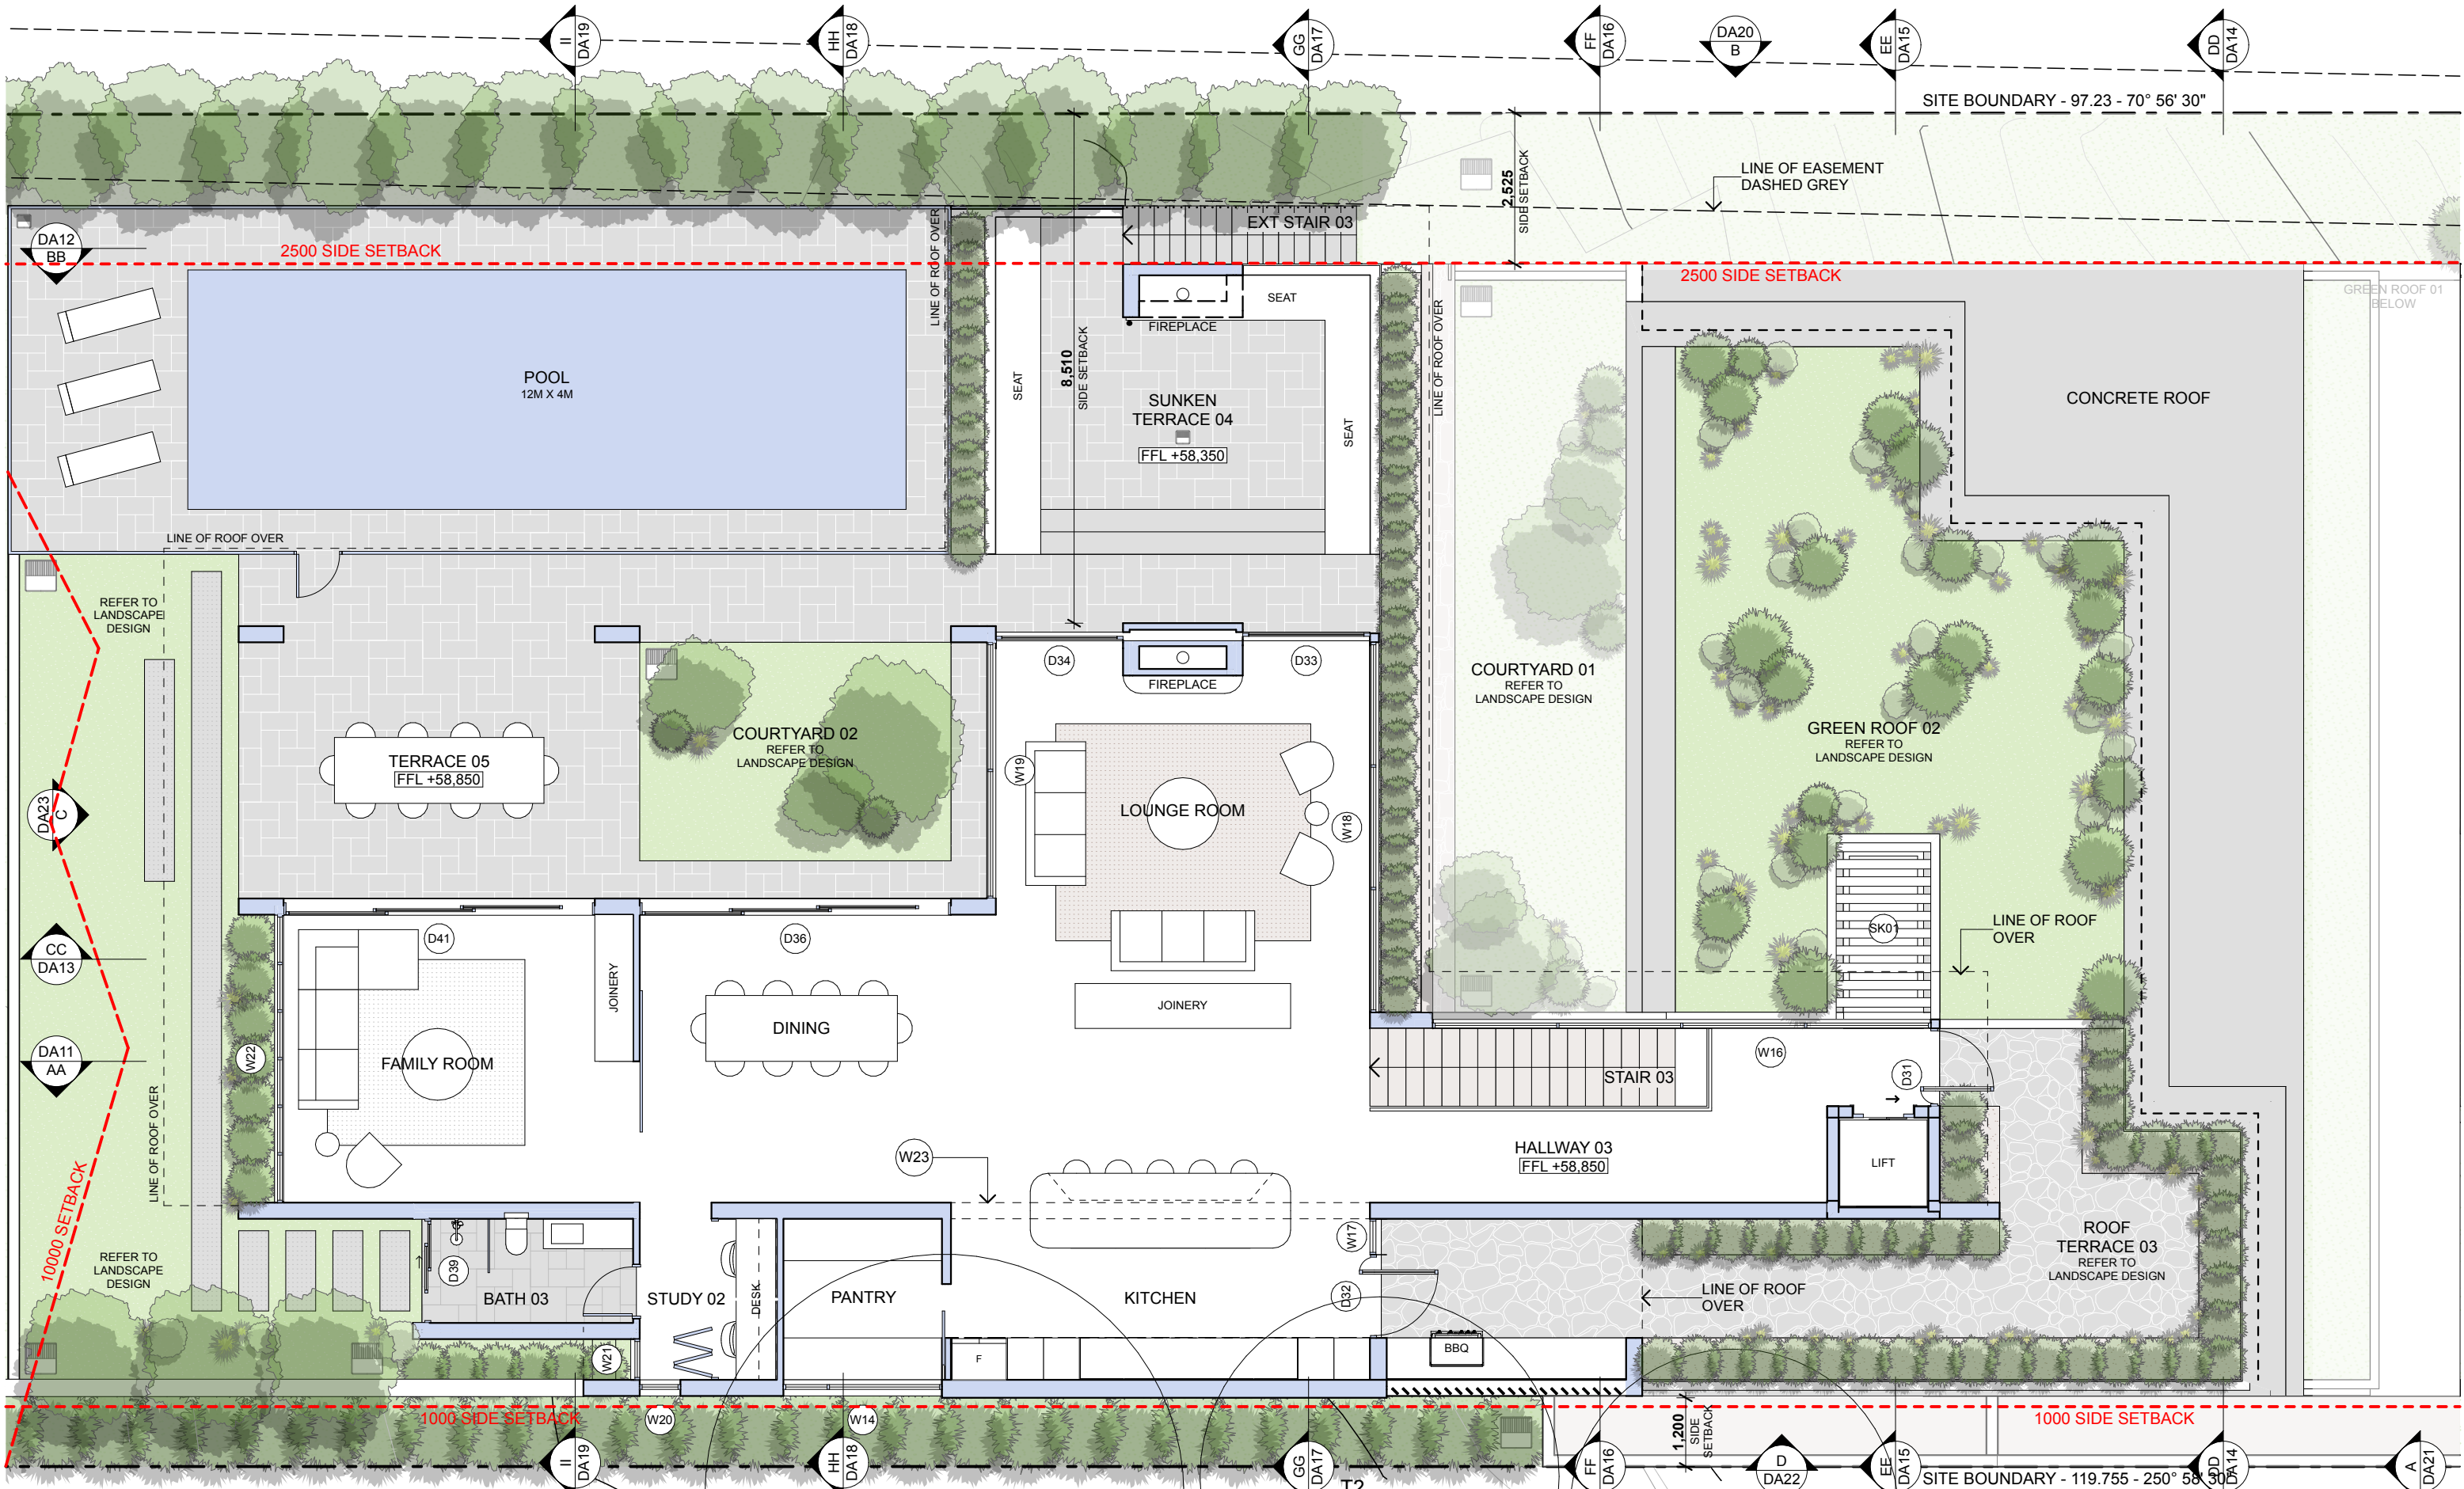 II
DA19
HH
DA18
GG
DA17
FF
DA16
DA20
B
EE
DA15
DD
DA14
SITE BOUNDARY - 97.23 - 70° 56' 30"
LINE OF EASEMENT
DASHED GREY
2,525
SIDE SETBACK
EXT STAIR 03
DA12
BB
2500 SIDE SETBACK
2500 SIDE SETBACK
LINE OF ROOF OVER
GREEN ROOF 01
BELOW
SEAT
FIREPLACE
LINE OF ROOF OVER
POOL
12M X 4M
SEAT
8,510
SIDE SETBACK
SUNKEN
TERRACE 04
FFL +58,350
SEAT
CONCRETE ROOF
LINE OF ROOF OVER
REFER TO
LANDSCAPE
DESIGN
D34
D33
FIREPLACE
COURTYARD 01
REFER TO
LANDSCAPE DESIGN
COURTYARD 02
REFER TO
LANDSCAPE DESIGN
GREEN ROOF 02
REFER TO
LANDSCAPE DESIGN
TERRACE 05
FFL +58,850
W19
LOUNGE ROOM
W18
DA23
C
D41
D36
SK01
LINE OF ROOF
OVER
CC
DA13
JOINERY
JOINERY
DINING
DA11
AA
W22
FAMILY ROOM
W16
STAIR 03
D31
LINE OF ROOF OVER
W23
HALLWAY 03
FFL +58,850
LIFT
1000 SETBACK
REFER TO
LANDSCAPE
DESIGN
D39
BATH 03
STUDY 02
DESK
PANTRY
KITCHEN
W17
D32
LINE OF ROOF
OVER
ROOF
TERRACE 03
REFER TO
LANDSCAPE DESIGN
W21
F
BBQ
1000 SIDE SETBACK
W20
W14
1,200
SIDE
SETBACK
1000 SIDE SETBACK
II
DA19
HH
DA18
GG
DA17
T2
FF
DA16
D
DA22
EE
DA15
SITE BOUNDARY - 119.755 - 250° 58' 30"
DD
DA14
A
DA21